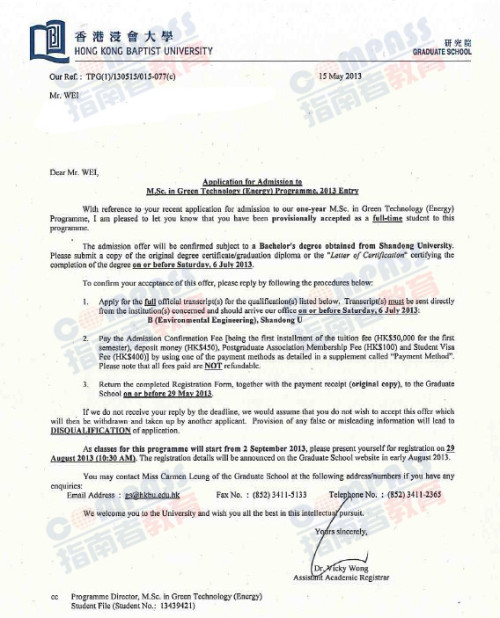 香港浸會大學
HONG KONG BAPTIST UNIVERSITY
研究院
GRADUATE SCHOOL
COMPASS
指南者教育
Our Ref. : TPG(1)/130515/015-077(c)
15 May 2013
Mr. WEI
Dear Mr. WEI,
Application for Admission to
M.Sc. in Green Technology (Energy) Programme, 2013 Entry
With reference to your recent application for admission to our one-year M.Sc. in Green Technology (Energy)
Programme, I am pleased to let you know that you have been provisionally accepted as a full-time student to this
programme.
The admission offer will be confirmed subject to a Bachelor's degree obtained from Shandong University.
Please submit a copy of the original degree certificate/graduation diploma or the "Letter of Certification" certifying the
completion of the degree on or before Saturday, 6 July 2013.
To confirm your acceptance of this offer, please reply by following the procedures below:
1. Apply for the full official transcript(s) for the qualification(s) listed below. Transcript(s) must be sent directly
from the institution(s) concerned and should arrive our office on or before Saturday, 6 July 2013:
B (Environmental Engineering), Shandong U
2. Pay the Admission Confirmation Fee [being the first installment of the tuition fee (HK$50,000 for the first
semester), deposit money (HK$450), Postgraduate Association Membership Fee (HK$100) and Student Visa
Fee (HK$400)] by using one of the payment methods as detailed in a supplement called "Payment Method".
Please note that all fees paid are NOT refundable.
3. Return the completed Registration Form, together with the payment receipt (original copy), to the Graduate
School on or before 29 May 2013.
If we do not receive your reply by the deadline, we would assume that you do not wish to accept this offer which
will then be withdrawn and taken up by another applicant. Provision of any false or misleading information will lead to
DISQUALIFICATION of application.
As classes for this programme will start from 2 September 2013, please present yourself for registration on 29
August 2013 (10:30 AM). The registration details will be announced on the Graduate School website in early August 2013.
You may contact Miss Carmen Leung of the Graduate School at the following address/numbers if you have any
enquiries:
Email Address : gs@hkbu.edu.hk Fax No. : (852) 3411-5133 Telephone No. : (852) 3411-2365
We welcome you to the University and wish you all the best in this intellectual pursuit.
Yours sincerely,
Dr. Vicky Wong
Assistant Academic Registrar
cc Programme Director, M.Sc. in Green Technology (Energy)
Student File (Student No.: 13439421)